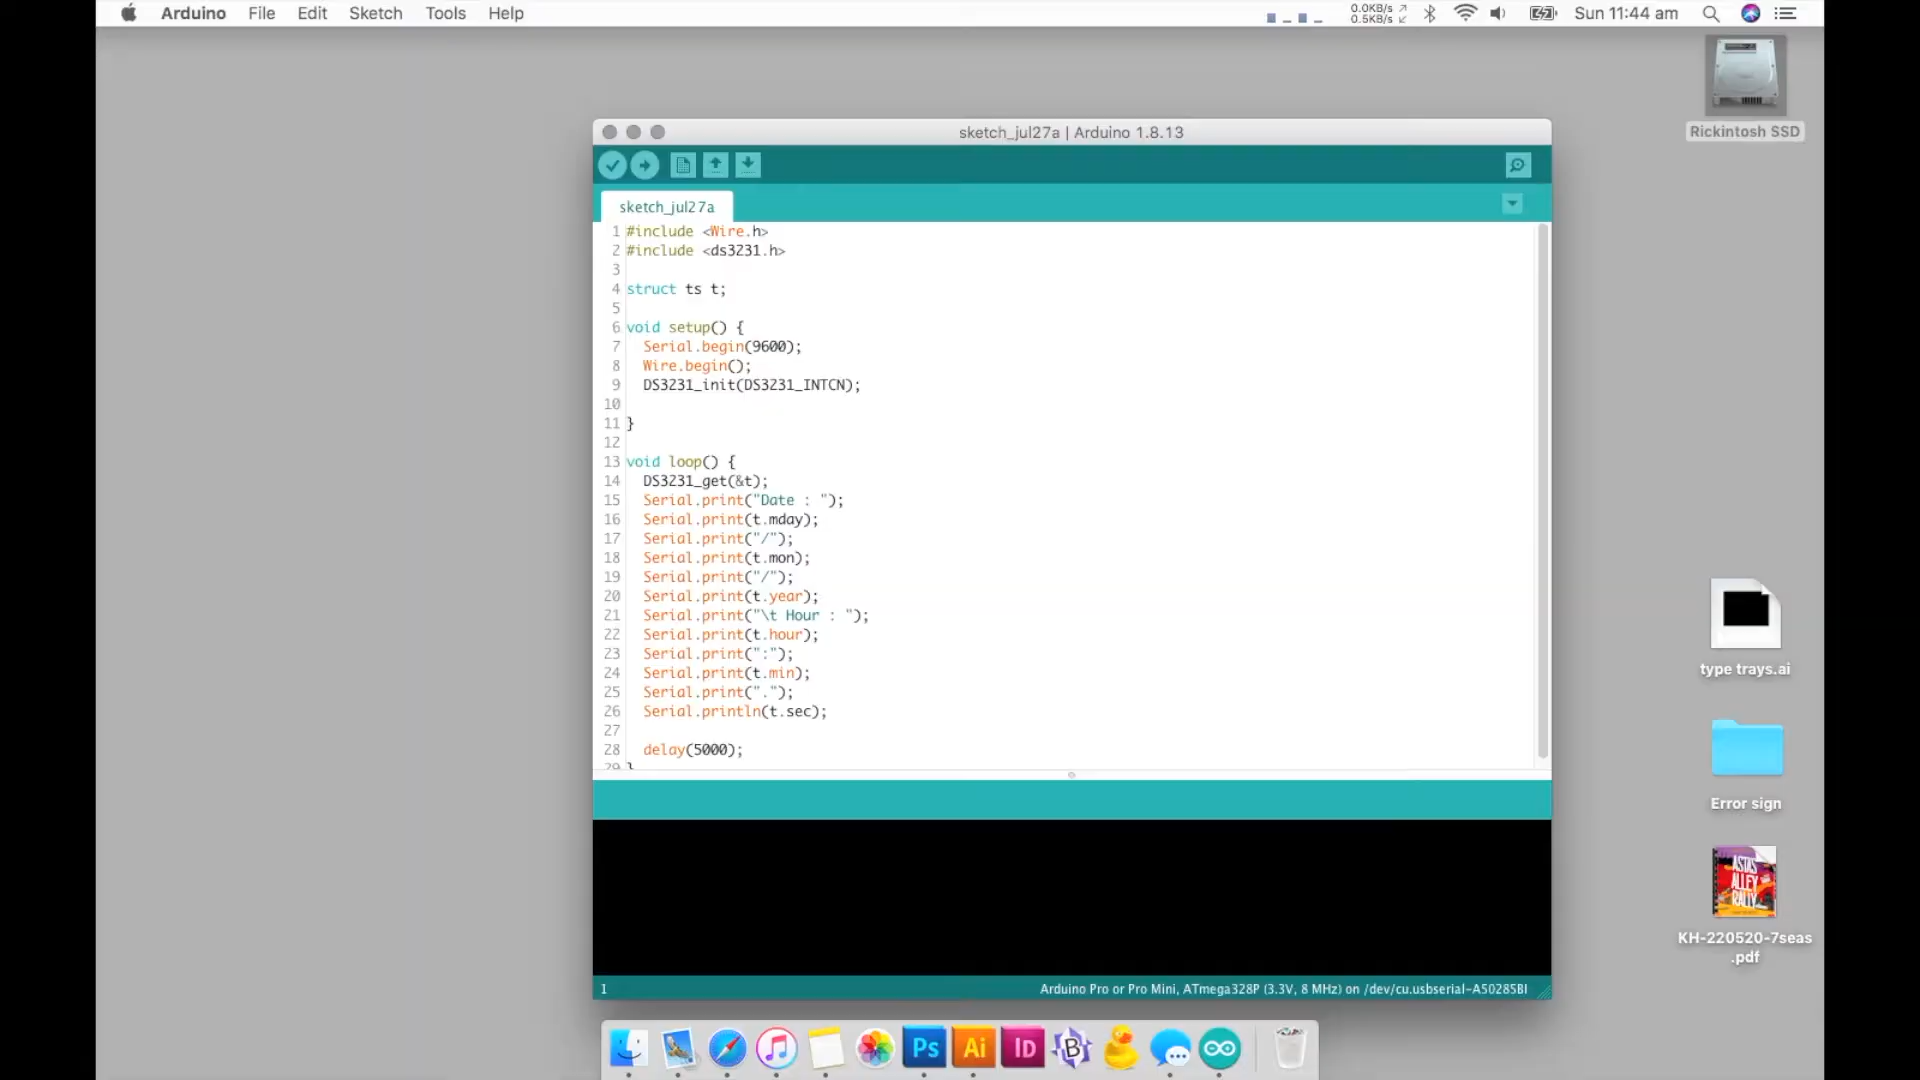 Arduino File Edit Sketch Tools Help
0.0KB/s
0.5KB/s
Sun 11:44 am
Rickintosh SSD
sketch_jul27a | Arduino 1.8.13
sketch_jul27a
1 #include <Wire.h>
2 #include <ds3231.h>
3
4 struct ts t;
5
6 void setup() {
7 Serial.begin(9600);
8 Wire.begin();
9 DS3231_init(DS3231_INTCN);
10
11 }
12
13 void loop() {
14 DS3231_get(&t);
15 Serial.print("Date : ");
16 Serial.print(t.mday);
17 Serial.print("/");
18 Serial.print(t.mon);
19 Serial.print("/");
20 Serial.print(t.year);
21 Serial.print("\t Hour : ");
22 Serial.print(t.hour);
23 Serial.print(":");
24 Serial.print(t.min);
25 Serial.print(".");
26 Serial.println(t.sec);
27
28 delay(5000);
29 }
type trays.ai
Error sign
ASTAS
ALLEY
RALLY
KH-220520-7seas
.pdf
1
Arduino Pro or Pro Mini, ATmega328P (3.3V, 8 MHz) on /dev/cu.usbserial-A50285BI
Ps Ai ID B